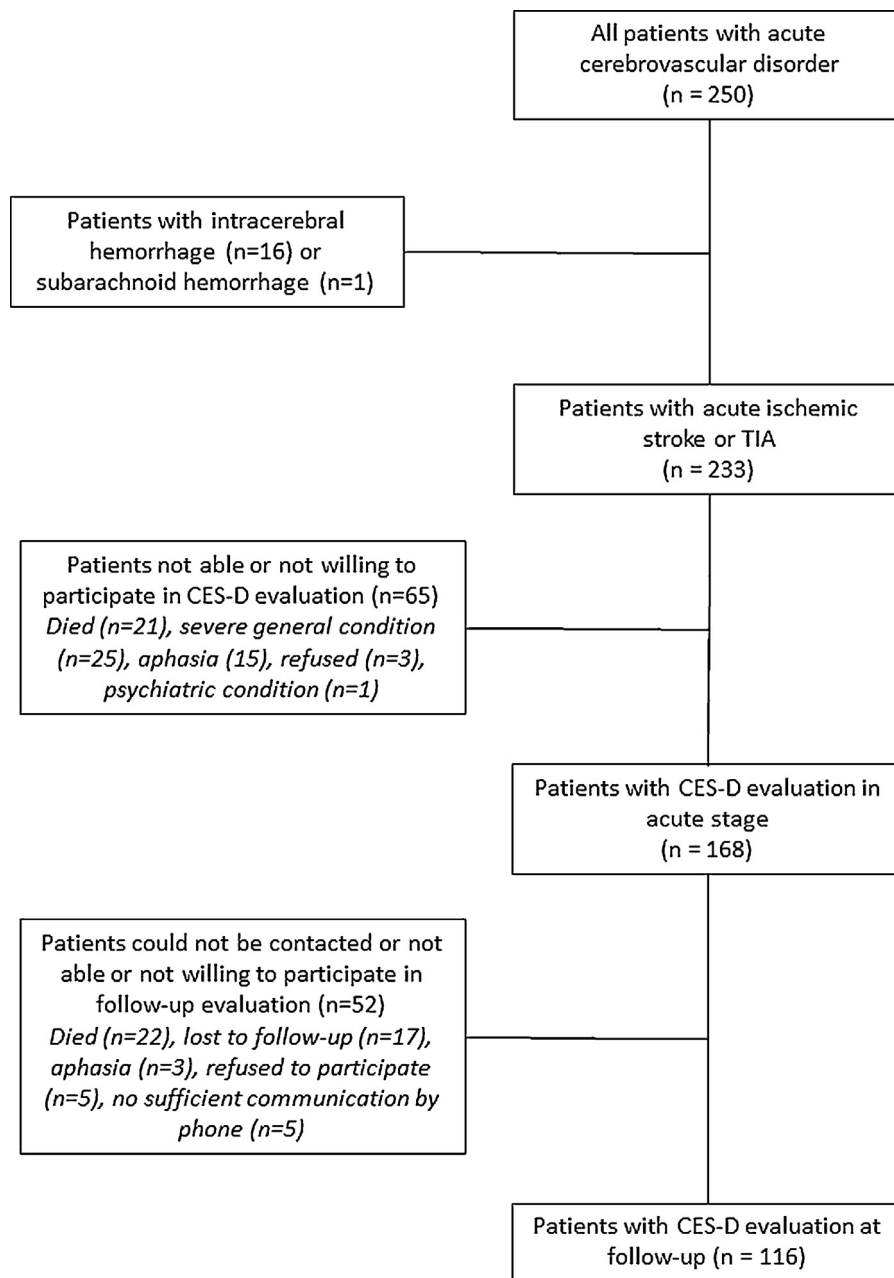 All patients with acute
cerebrovascular disorder
(n = 250)
Patients with intracerebral
hemorrhage (n=16) or
subarachnoid hemorrhage (n=1)
Patients with acute ischemic
stroke or TIA
(n = 233)
Patients not able or not willing to
participate in CES-D evaluation (n=65)
Died (n=21), severe general condition
(n=25), aphasia (15), refused (n=3),
psychiatric condition (n=1)
Patients with CES-D evaluation in
acute stage
(n = 168)
Patients could not be contacted or not
able or not willing to participate in
follow-up evaluation (n=52)
Died (n=22), lost to follow-up (n=17),
aphasia (n=3), refused to participate
(n=5), no sufficient communication by
phone (n=5)
Patients with CES-D evaluation at
follow-up (n = 116)